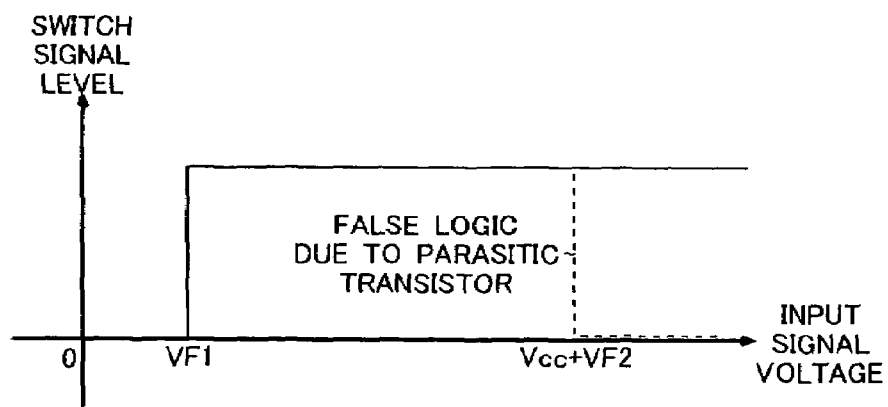 SWITCH
SIGNAL
LEVEL
FALSE LOGIC
DUE TO PARASITIC
TRANSISTOR
0
VF1
Vcc+VF2
INPUT
SIGNAL
VOLTAGE